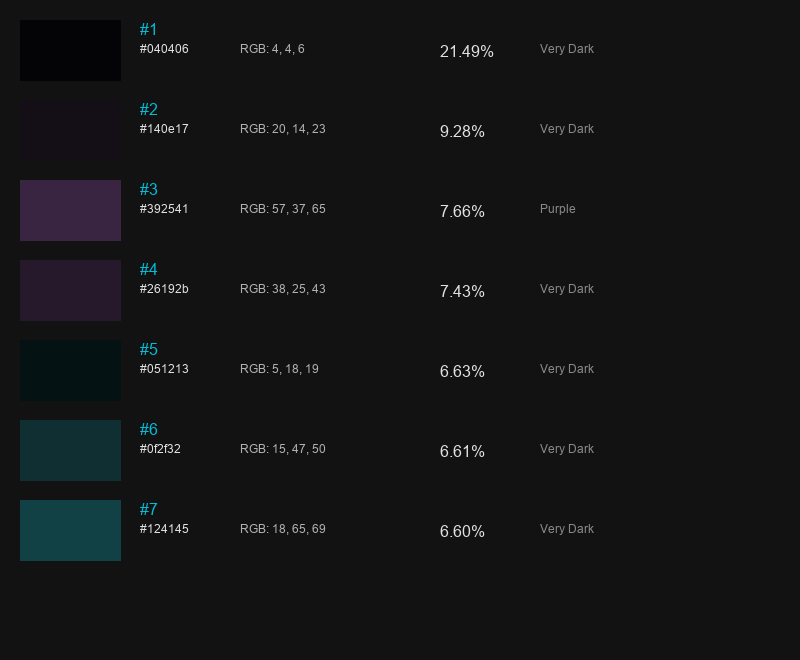 #1
#040406 RGB: 4, 4, 6 21.49% Very Dark
#2
#140e17 RGB: 20, 14, 23 9.28% Very Dark
#3
#392541 RGB: 57, 37, 65 7.66% Purple
#4
#26192b RGB: 38, 25, 43 7.43% Very Dark
#5
#051213 RGB: 5, 18, 19 6.63% Very Dark
#6
#0f2f32 RGB: 15, 47, 50 6.61% Very Dark
#7
#124145 RGB: 18, 65, 69 6.60% Very Dark